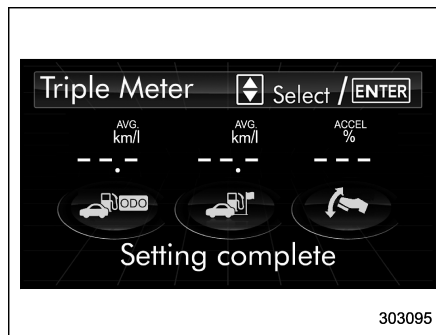 Triple Meter Select / ENTER
AVG. AVG. ACCEL
km/l km/l %
--.- --.- ---
ODO
Setting complete
303095